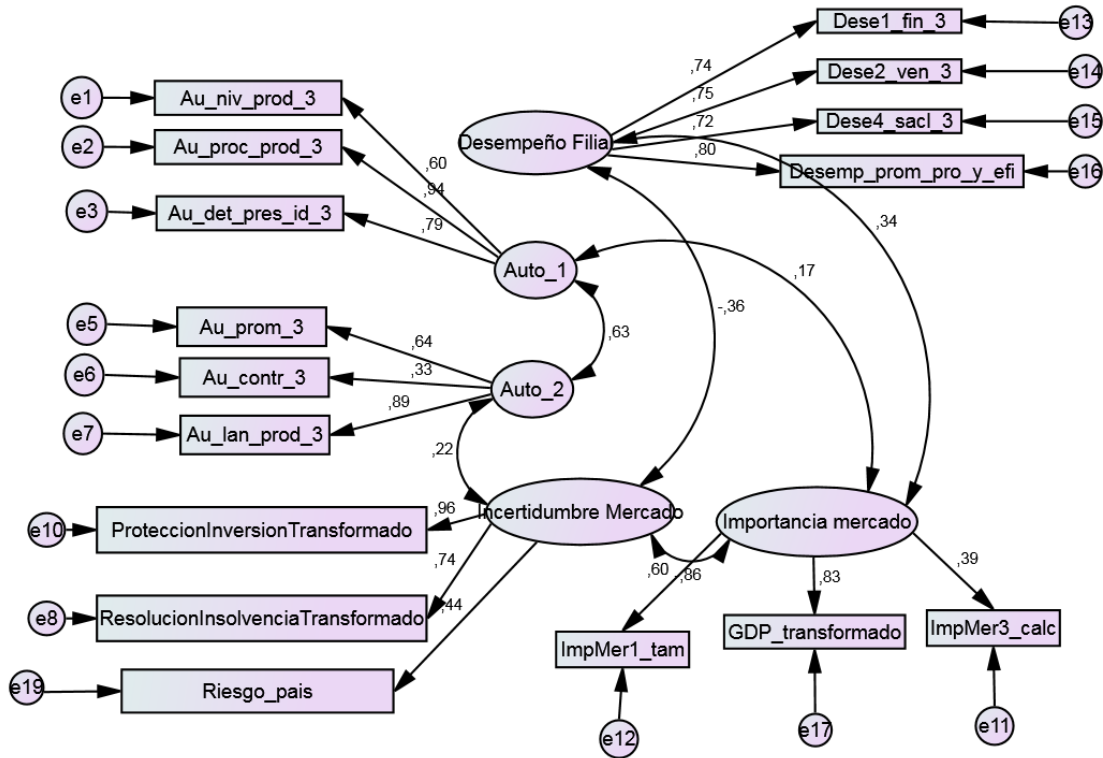 Dese1_fin_3
e13
,74
e1
Au_niv_prod_3
,75
Dese2_ven_3
e14
,72
Dese4_sacl_3
e15
e2
Au_proc_prod_3
Desempeño Filia
,80
Desemp_prom_pro_y_efi
e16
,60
,94
e3
Au_det_pres_id_3
,79
,34
Auto_1
,17
-,36
e5
Au_prom_3
,64
,63
e6
Au_contr_3
,33
Auto_2
,89
e7
Au_lan_prod_3
,22
Incertidumbre Mercado
Importancia mercado
e10
ProteccionInversionTransformado
,96
,74
,60
-,86
,83
,39
e8
ResolucionInsolvenciaTransformado
,44
ImpMer1_tam
GDP_transformado
ImpMer3_calc
e19
Riesgo_pais
e12
e17
e11